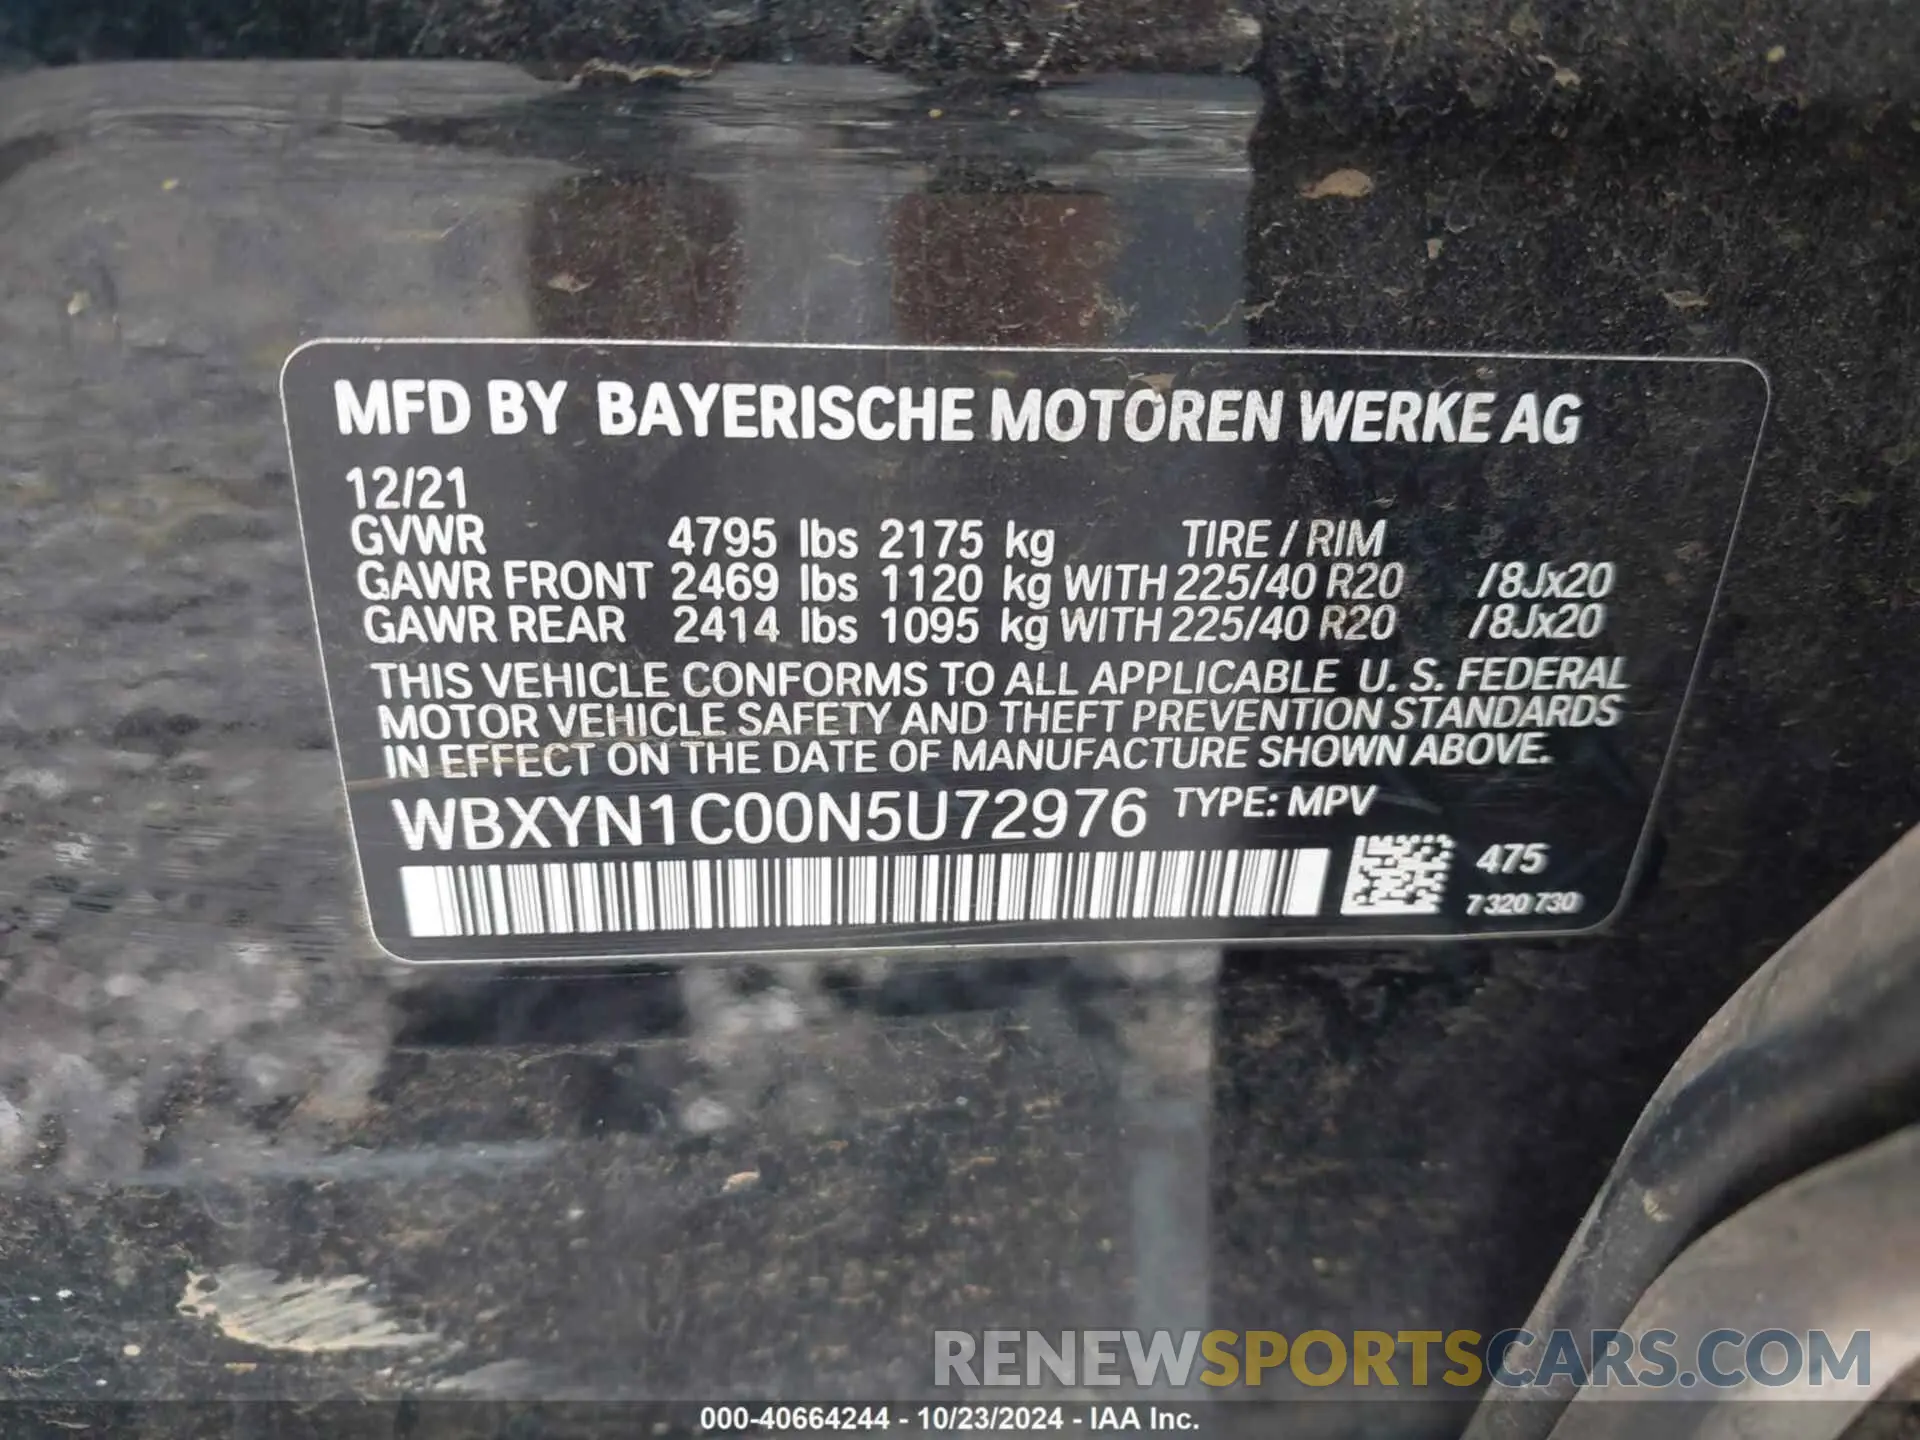 MFD BY BAYERISCHE MOTOREN WERKE AG
12/21
GVWR 4795 lbs 2175 kg TIRE / RIM
GAWR FRONT 2469 lbs 1120 kg WITH 225/40 R20 /8Jx20
GAWR REAR 2414 lbs 1095 kg WITH 225/40 R20 /8Jx20
THIS VEHICLE CONFORMS TO ALL APPLICABLE U. S. FEDERAL
MOTOR VEHICLE SAFETY AND THEFT PREVENTION STANDARDS
IN EFFECT ON THE DATE OF MANUFACTURE SHOWN ABOVE.
WBXYN1C00N5U72976 TYPE: MPV
475
7 320 730
RENEWSPORTSCARS.COM
000-40664244 - 10/23/2024 - IAA Inc.